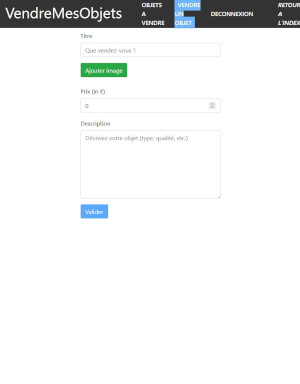 VendreMesObjets
OBJETS
A
VENDRE
VENDRE
UN
OBJET
DECONNEXION
RETOUR
A
L'INDEX
Titre
Que vendez-vous ?
Ajouter image
Prix (in €)
0
Description
Décrivez votre objet (type, qualité, etc.)
Valider